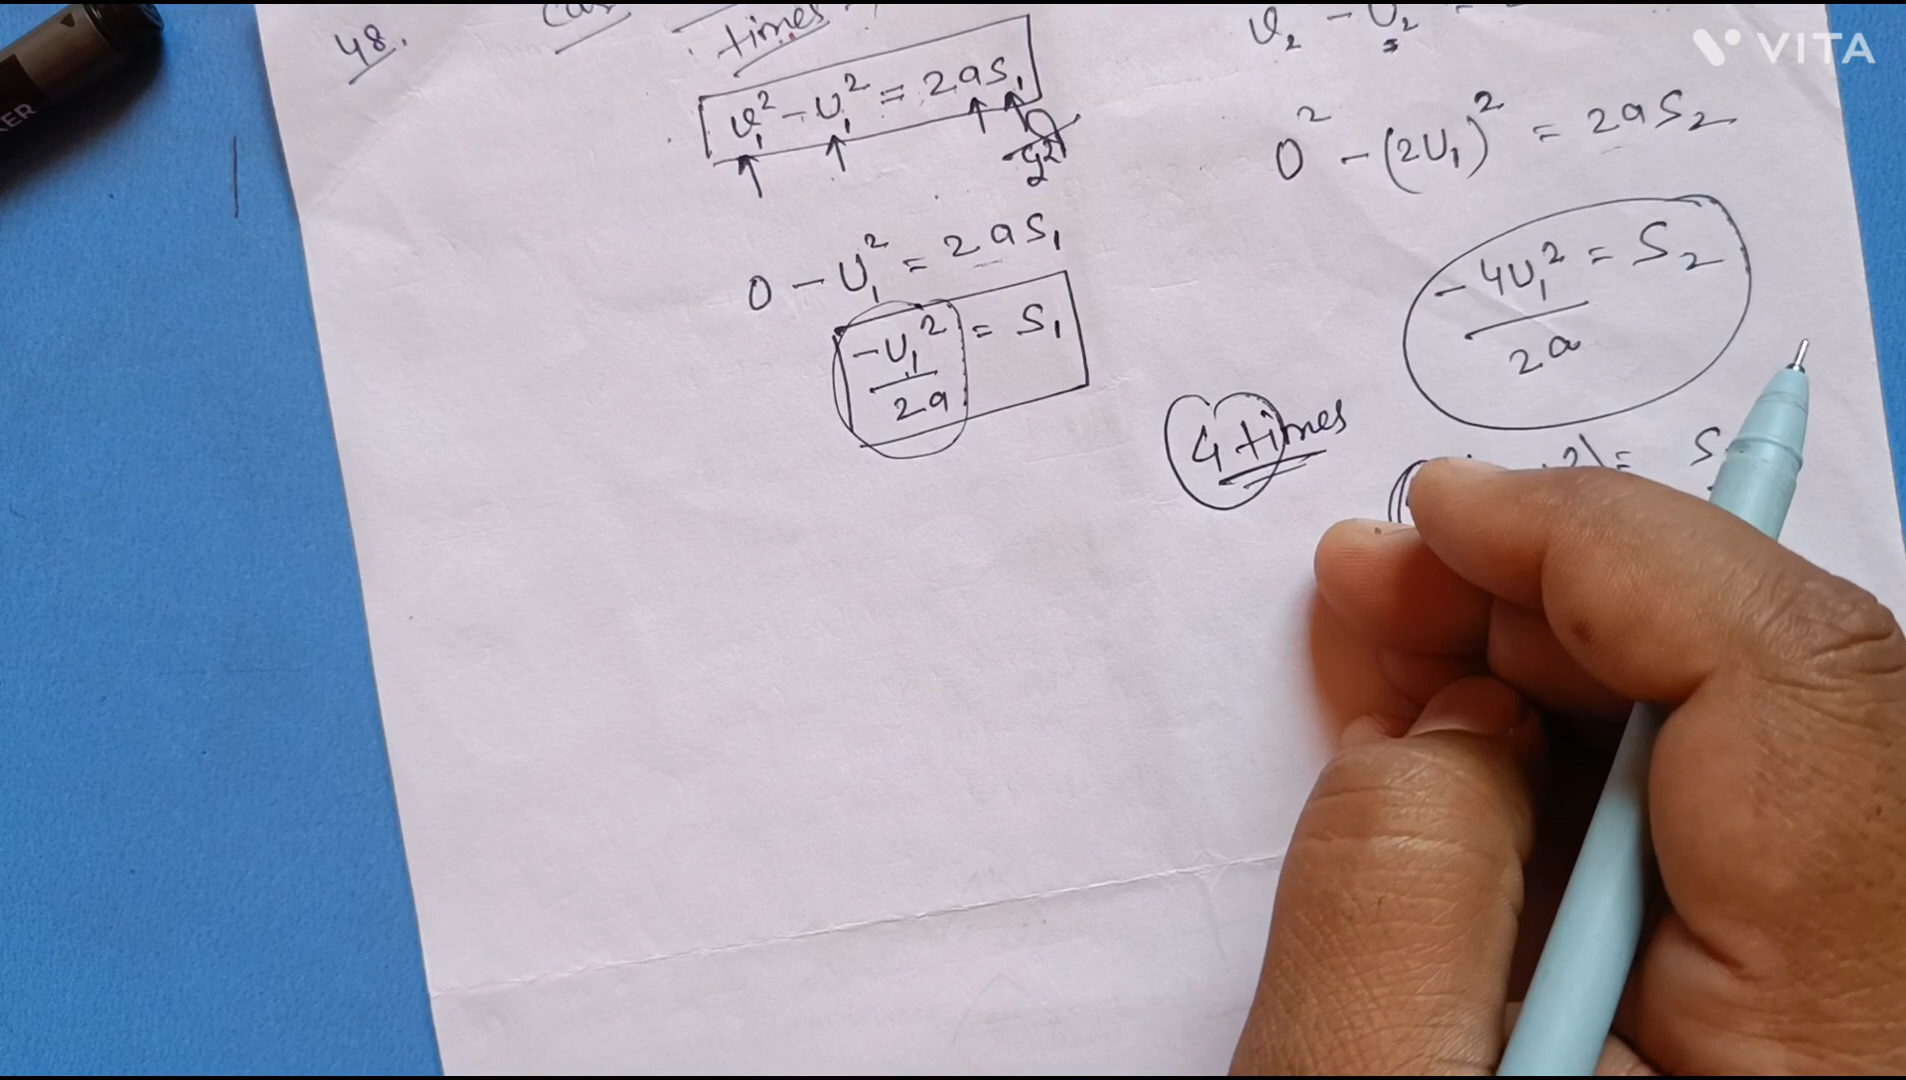 48.
times
v₁² - U₁² = 2as₁
0 - U₁² = 2as₁
-U₁²/2a = S₁
v₂ - U₂² =
0² - (2U₁)² = 2aS₂
-4U₁²/2a = S₂
4 times
= S
VITA